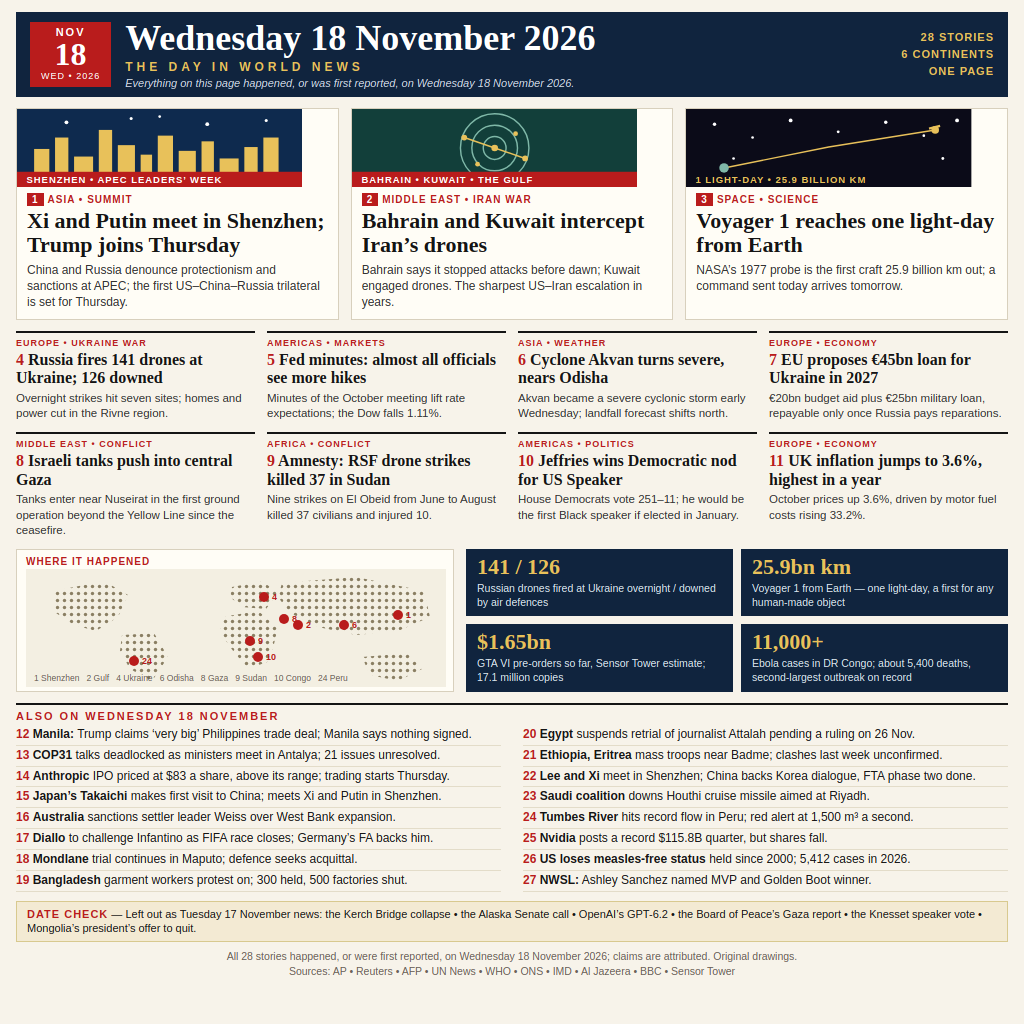 NOV
18
WED • 2026
Wednesday 18 November 2026
THE DAY IN WORLD NEWS
Everything on this page happened, or was first reported, on Wednesday 18 November 2026.
28 STORIES
6 CONTINENTS
ONE PAGE
SHENZHEN • APEC LEADERS’ WEEK
1 ASIA • SUMMIT
Xi and Putin meet in Shenzhen;
Trump joins Thursday
China and Russia denounce protectionism and
sanctions at APEC; the first US–China–Russia trilateral
is set for Thursday.
BAHRAIN • KUWAIT • THE GULF
2 MIDDLE EAST • IRAN WAR
Bahrain and Kuwait intercept
Iran’s drones
Bahrain says it stopped attacks before dawn; Kuwait
engaged drones. The sharpest US–Iran escalation in
years.
1 LIGHT-DAY • 25.9 BILLION KM
3 SPACE • SCIENCE
Voyager 1 reaches one light-day
from Earth
NASA’s 1977 probe is the first craft 25.9 billion km out; a
command sent today arrives tomorrow.
EUROPE • UKRAINE WAR
4 Russia fires 141 drones at
Ukraine; 126 downed
Overnight strikes hit seven sites; homes and
power cut in the Rivne region.
AMERICAS • MARKETS
5 Fed minutes: almost all officials
see more hikes
Minutes of the October meeting lift rate
expectations; the Dow falls 1.11%.
ASIA • WEATHER
6 Cyclone Akvan turns severe,
nears Odisha
Akvan became a severe cyclonic storm early
Wednesday; landfall forecast shifts north.
EUROPE • ECONOMY
7 EU proposes €45bn loan for
Ukraine in 2027
€20bn budget aid plus €25bn military loan,
repayable only once Russia pays reparations.
MIDDLE EAST • CONFLICT
8 Israeli tanks push into central
Gaza
Tanks enter near Nuseirat in the first ground
operation beyond the Yellow Line since the
ceasefire.
AFRICA • CONFLICT
9 Amnesty: RSF drone strikes
killed 37 in Sudan
Nine strikes on El Obeid from June to August
killed 37 civilians and injured 10.
AMERICAS • POLITICS
10 Jeffries wins Democratic nod
for US Speaker
House Democrats vote 251–11; he would be
the first Black speaker if elected in January.
EUROPE • ECONOMY
11 UK inflation jumps to 3.6%,
highest in a year
October prices up 3.6%, driven by motor fuel
costs rising 33.2%.
WHERE IT HAPPENED
4
1
8
2
6
9
10
24
1 Shenzhen 2 Gulf 4 Ukraine 6 Odisha 8 Gaza 9 Sudan 10 Congo 24 Peru
141 / 126
Russian drones fired at Ukraine overnight / downed
by air defences
25.9bn km
Voyager 1 from Earth — one light-day, a first for any
human-made object
$1.65bn
GTA VI pre-orders so far, Sensor Tower estimate;
17.1 million copies
11,000+
Ebola cases in DR Congo; about 5,400 deaths,
second-largest outbreak on record
ALSO ON WEDNESDAY 18 NOVEMBER
12 Manila: Trump claims ‘very big’ Philippines trade deal; Manila says nothing signed.
13 COP31 talks deadlocked as ministers meet in Antalya; 21 issues unresolved.
14 Anthropic IPO priced at $83 a share, above its range; trading starts Thursday.
15 Japan’s Takaichi makes first visit to China; meets Xi and Putin in Shenzhen.
16 Australia sanctions settler leader Weiss over West Bank expansion.
17 Diallo to challenge Infantino as FIFA race closes; Germany’s FA backs him.
18 Mondlane trial continues in Maputo; defence seeks acquittal.
19 Bangladesh garment workers protest on; 300 held, 500 factories shut.
20 Egypt suspends retrial of journalist Attalah pending a ruling on 26 Nov.
21 Ethiopia, Eritrea mass troops near Badme; clashes last week unconfirmed.
22 Lee and Xi meet in Shenzhen; China backs Korea dialogue, FTA phase two done.
23 Saudi coalition downs Houthi cruise missile aimed at Riyadh.
24 Tumbes River hits record flow in Peru; red alert at 1,500 m³ a second.
25 Nvidia posts a record $115.8B quarter, but shares fall.
26 US loses measles-free status held since 2000; 5,412 cases in 2026.
27 NWSL: Ashley Sanchez named MVP and Golden Boot winner.
DATE CHECK — Left out as Tuesday 17 November news: the Kerch Bridge collapse • the Alaska Senate call • OpenAI’s GPT-6.2 • the Board of Peace’s Gaza report • the Knesset speaker vote •
Mongolia’s president’s offer to quit.
All 28 stories happened, or were first reported, on Wednesday 18 November 2026; claims are attributed. Original drawings.
Sources: AP • Reuters • AFP • UN News • WHO • ONS • IMD • Al Jazeera • BBC • Sensor Tower